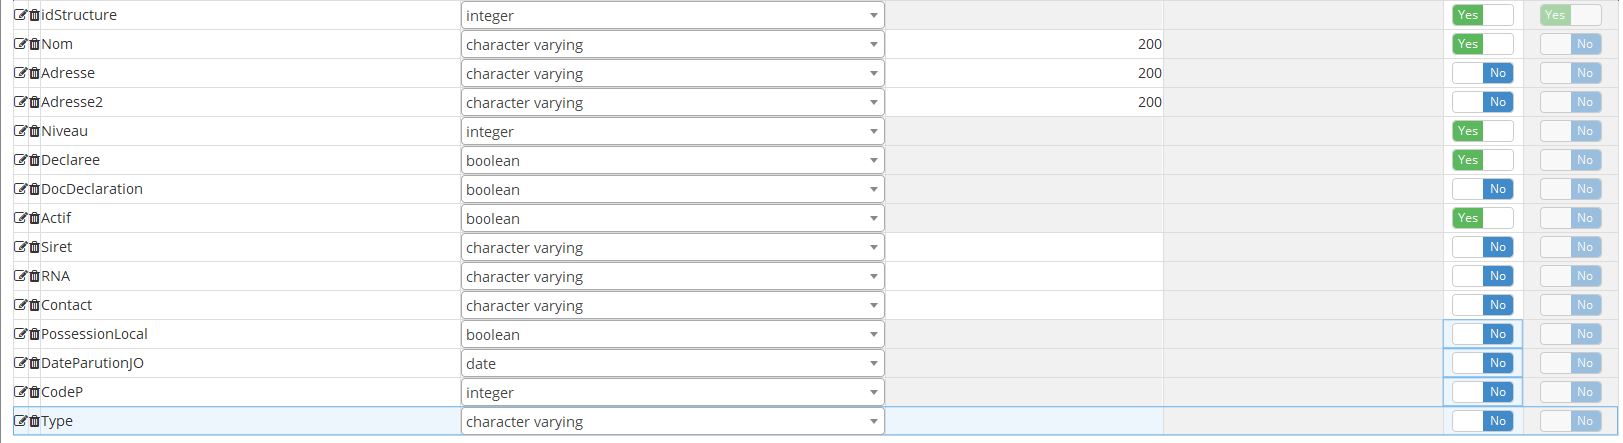 idStructure integer Yes Yes
Nom character varying 200 Yes No
Adresse character varying 200 No No
Adresse2 character varying 200 No No
Niveau integer Yes No
Declaree boolean Yes No
DocDeclaration boolean No No
Actif boolean Yes No
Siret character varying No No
RNA character varying No No
Contact character varying No No
PossessionLocal boolean No No
DateParutionJO date No No
CodeP integer No No
Type character varying No No